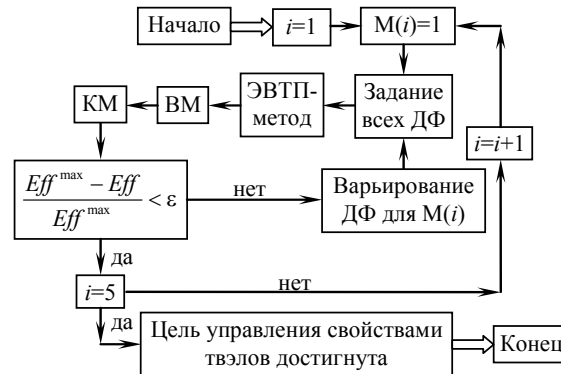 Начало
i=1
M(i)=1
КМ
ВМ
ЭВТП-
метод
Задание
всех ДФ
i=i+1
Eff max − Eff
Eff max
< ε
нет
Варьирование
ДФ для М(i)
да
i=5
нет
да
Цель управления свойствами
твэлов достигнута
Конец